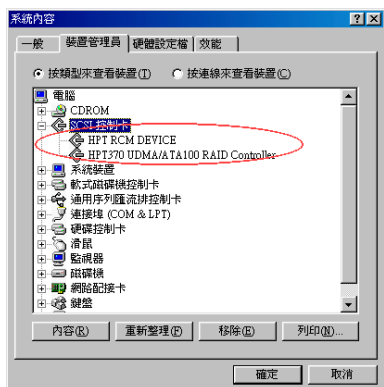 系統內容
一般 裝置管理員 硬體設定檔 效能
按類型來查看裝置(I) 按連線來查看裝置(C)
電腦
CDROM
SCSI 控制卡
HPT RCM DEVICE
HPT370 UDMA/ATA100 RAID Controller
系統裝置
軟式磁碟機控制卡
通用序列匯流排控制卡
連接埠 (COM & LPT)
硬碟控制卡
滑鼠
監視器
磁碟機
網路配接卡
鍵盤
內容(R) 重新整理(F) 移除(E) 列印(N)...
確定 取消